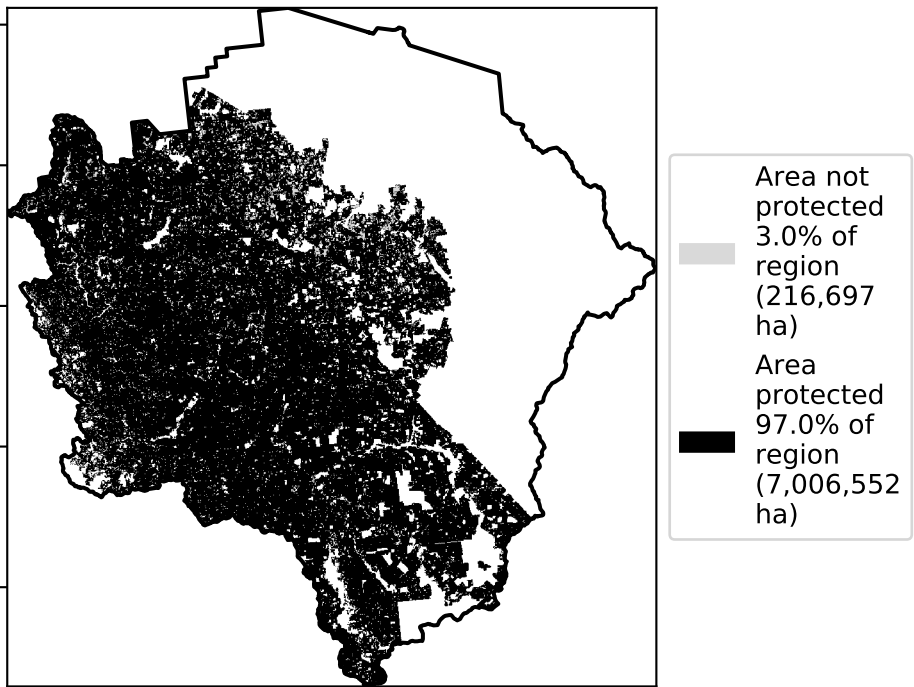 Area not
protected
3.0% of
region
(216,697
ha)
Area
protected
97.0% of
region
(7,006,552
ha)